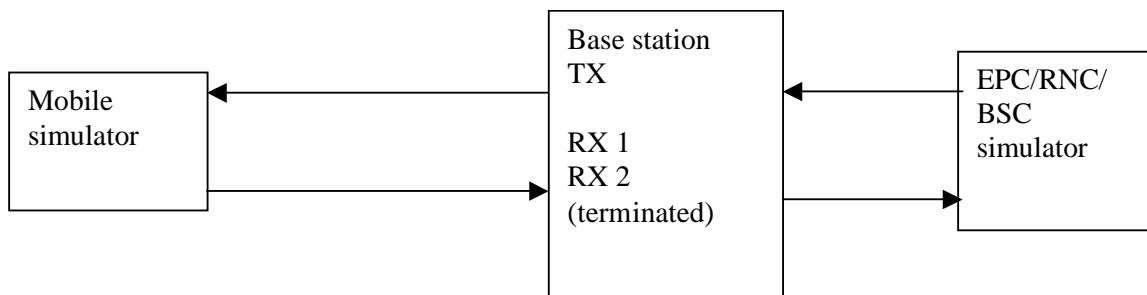 Mobile
simulator
Base station
TX
RX 1
RX 2
(terminated)
EPC/RNC/
BSC
simulator